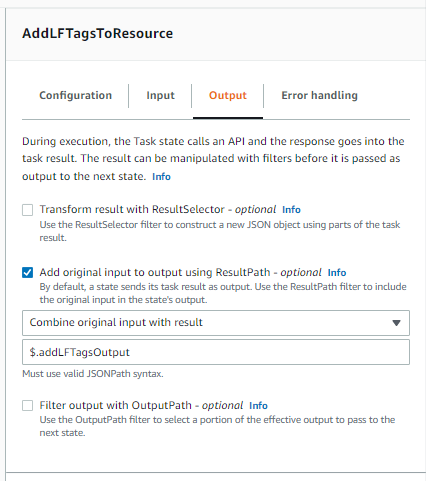 AddLFTagsToResource
Configuration Input Output Error handling
During execution, the Task state calls an API and the response goes into the
task result. The result can be manipulated with filters before it is passed as
output to the next state. Info
Transform result with ResultSelector - optional Info
Use the ResultSelector filter to construct a new JSON object using parts of the task
result.
Add original input to output using ResultPath - optional Info
By default, a state sends its task result as output. Use the ResultPath filter to include
the original input in the state's output.
Combine original input with result
$.addLFTagsOutput
Must use valid JSONPath syntax.
Filter output with OutputPath - optional Info
Use the OutputPath filter to select a portion of the effective output to pass to the
next state.